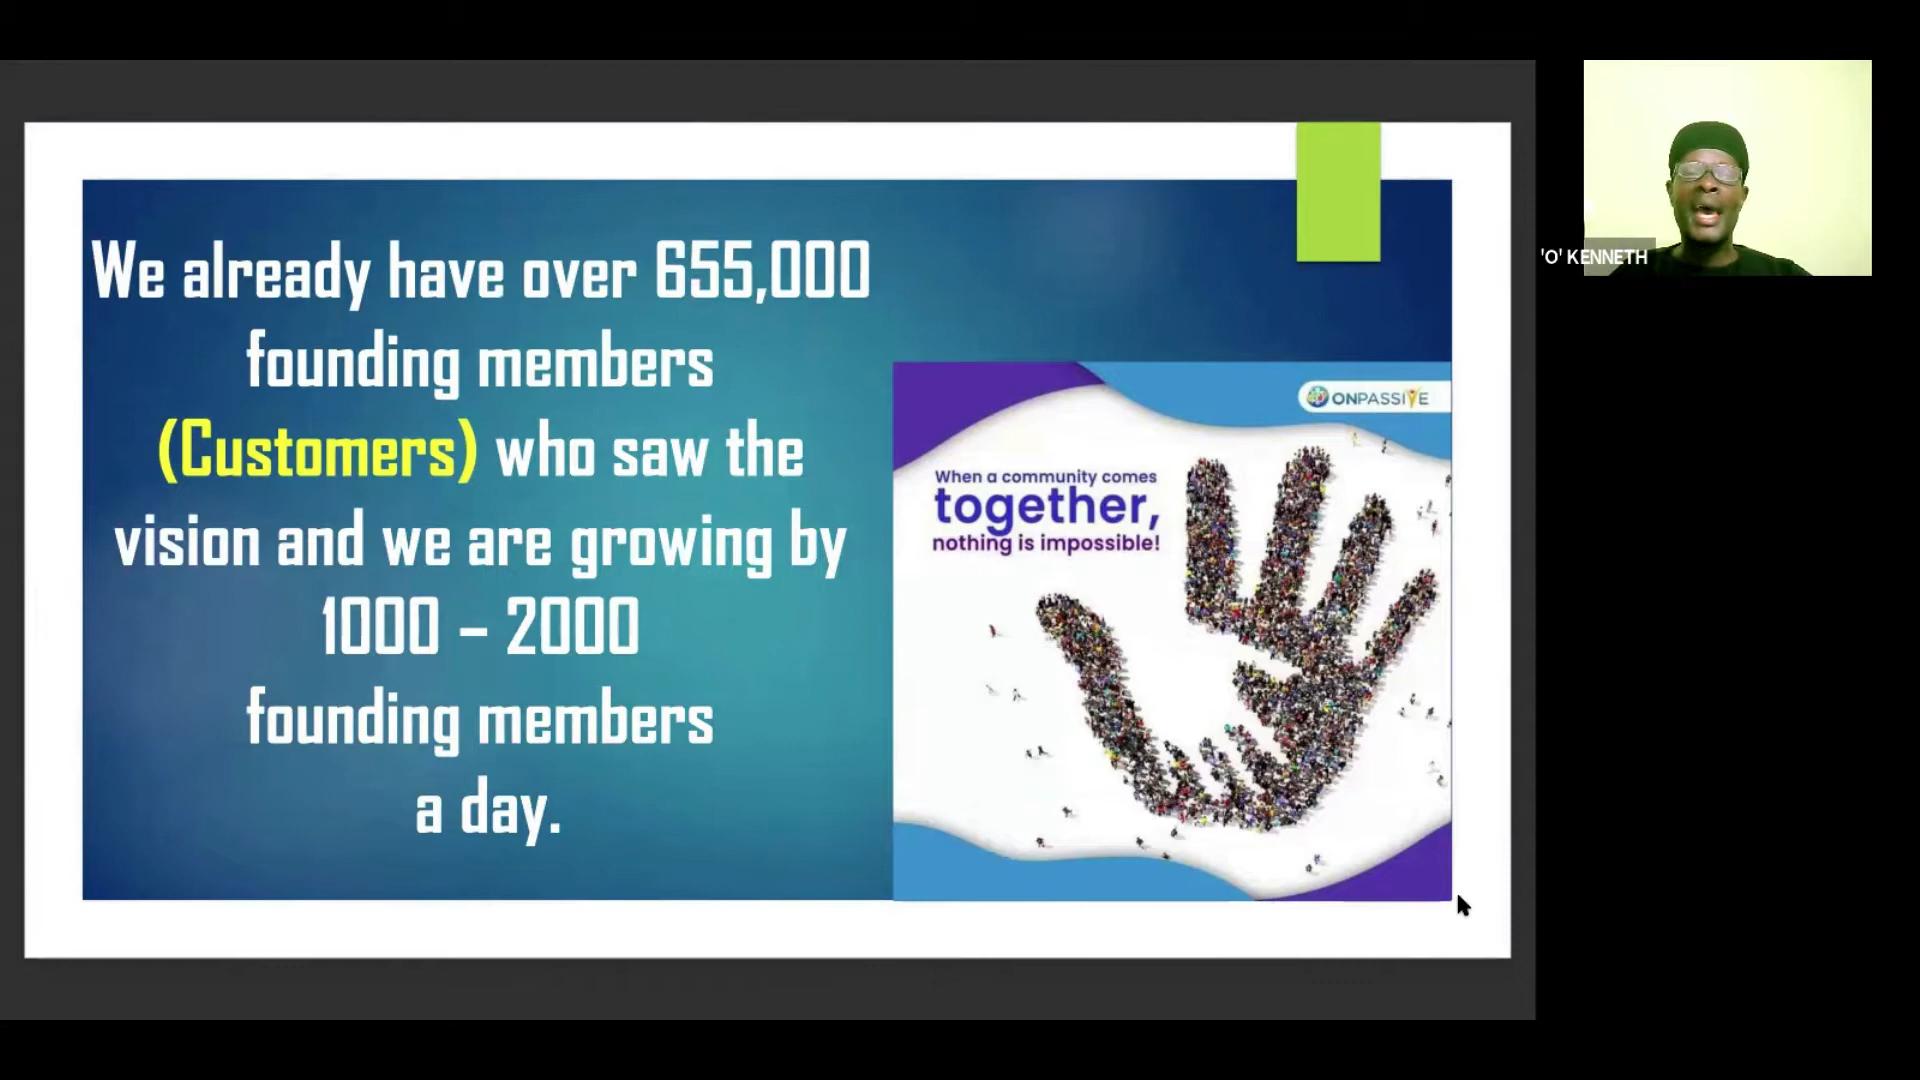 We already have over 655,000
founding members
(Customers) who saw the
vision and we are growing by
1000 – 2000
founding members
a day.
ONPASSIVE
When a community comes
together,
nothing is impossible!
'O' KENNETH